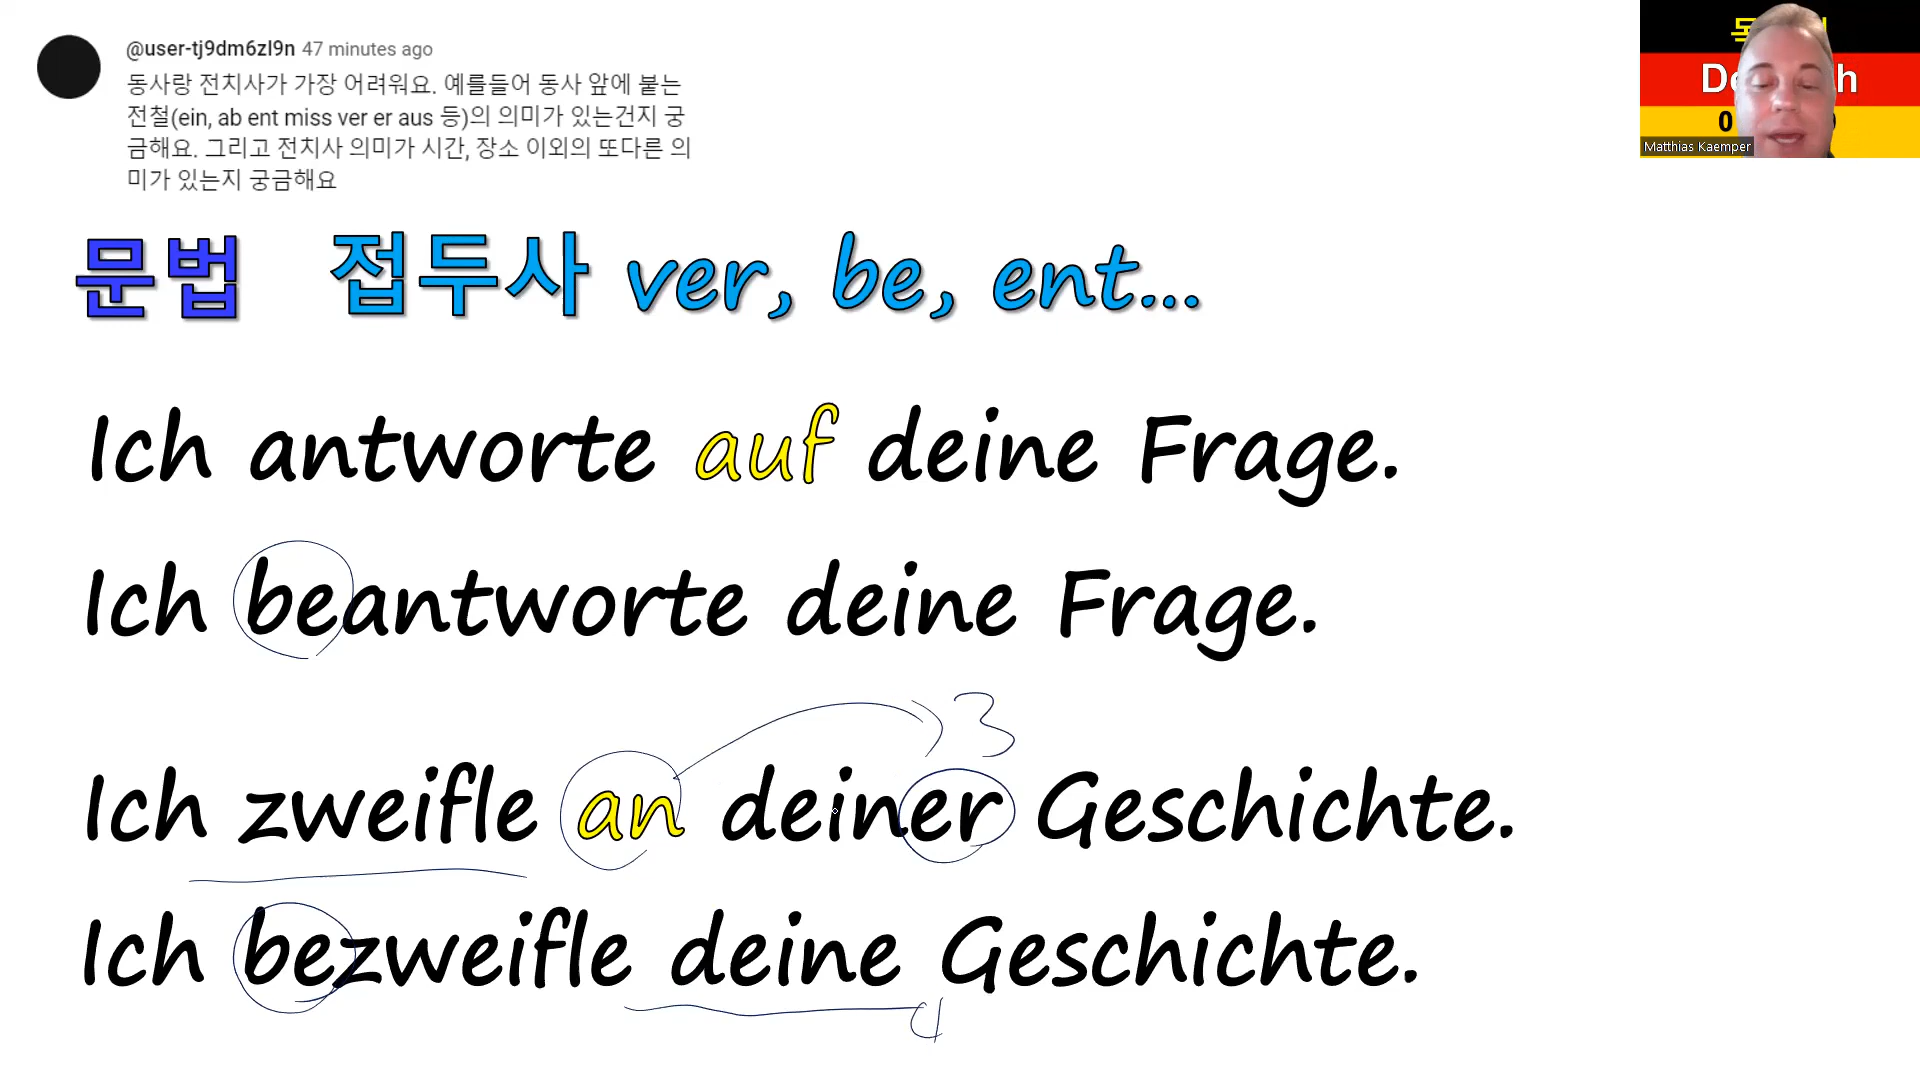 @user-tj9dm6zl9n 47 minutes ago
동사랑 전치사가 가장 어려워요. 예를들어 동사 앞에 붙는
전철(ein, ab ent miss ver er aus 등)의 의미가 있는건지 궁
금해요. 그리고 전치사 의미가 시간, 장소 이외의 또다른 의
미가 있는지 궁금해요
Matthias Kaemper
문법 접두사 ver, be, ent...
Ich antworte auf deine Frage.
Ich beantworte deine Frage.
3
Ich zweifle an deiner Geschichte.
Ich bezweifle deine Geschichte.
4